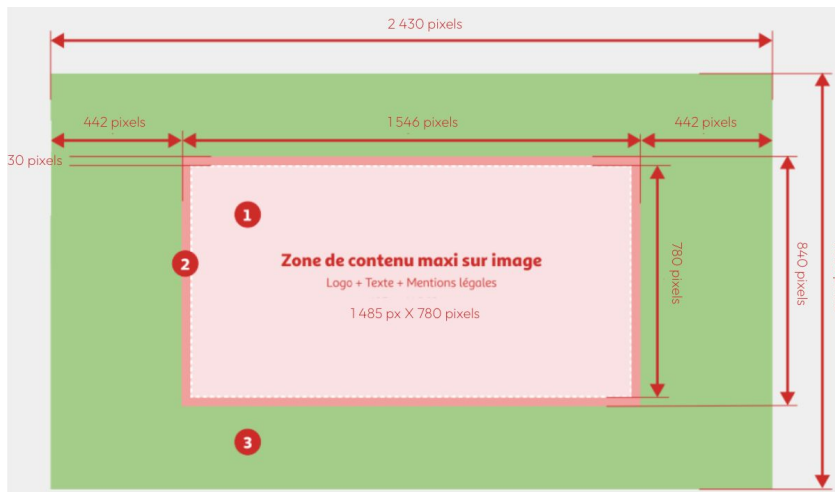 2 430 pixels
442 pixels
1 546 pixels
442 pixels
30 pixels
1
2
Zone de contenu maxi sur image
Logo + Texte + Mentions légales
1 485 px X 780 pixels
780 pixels
840 pixels
3